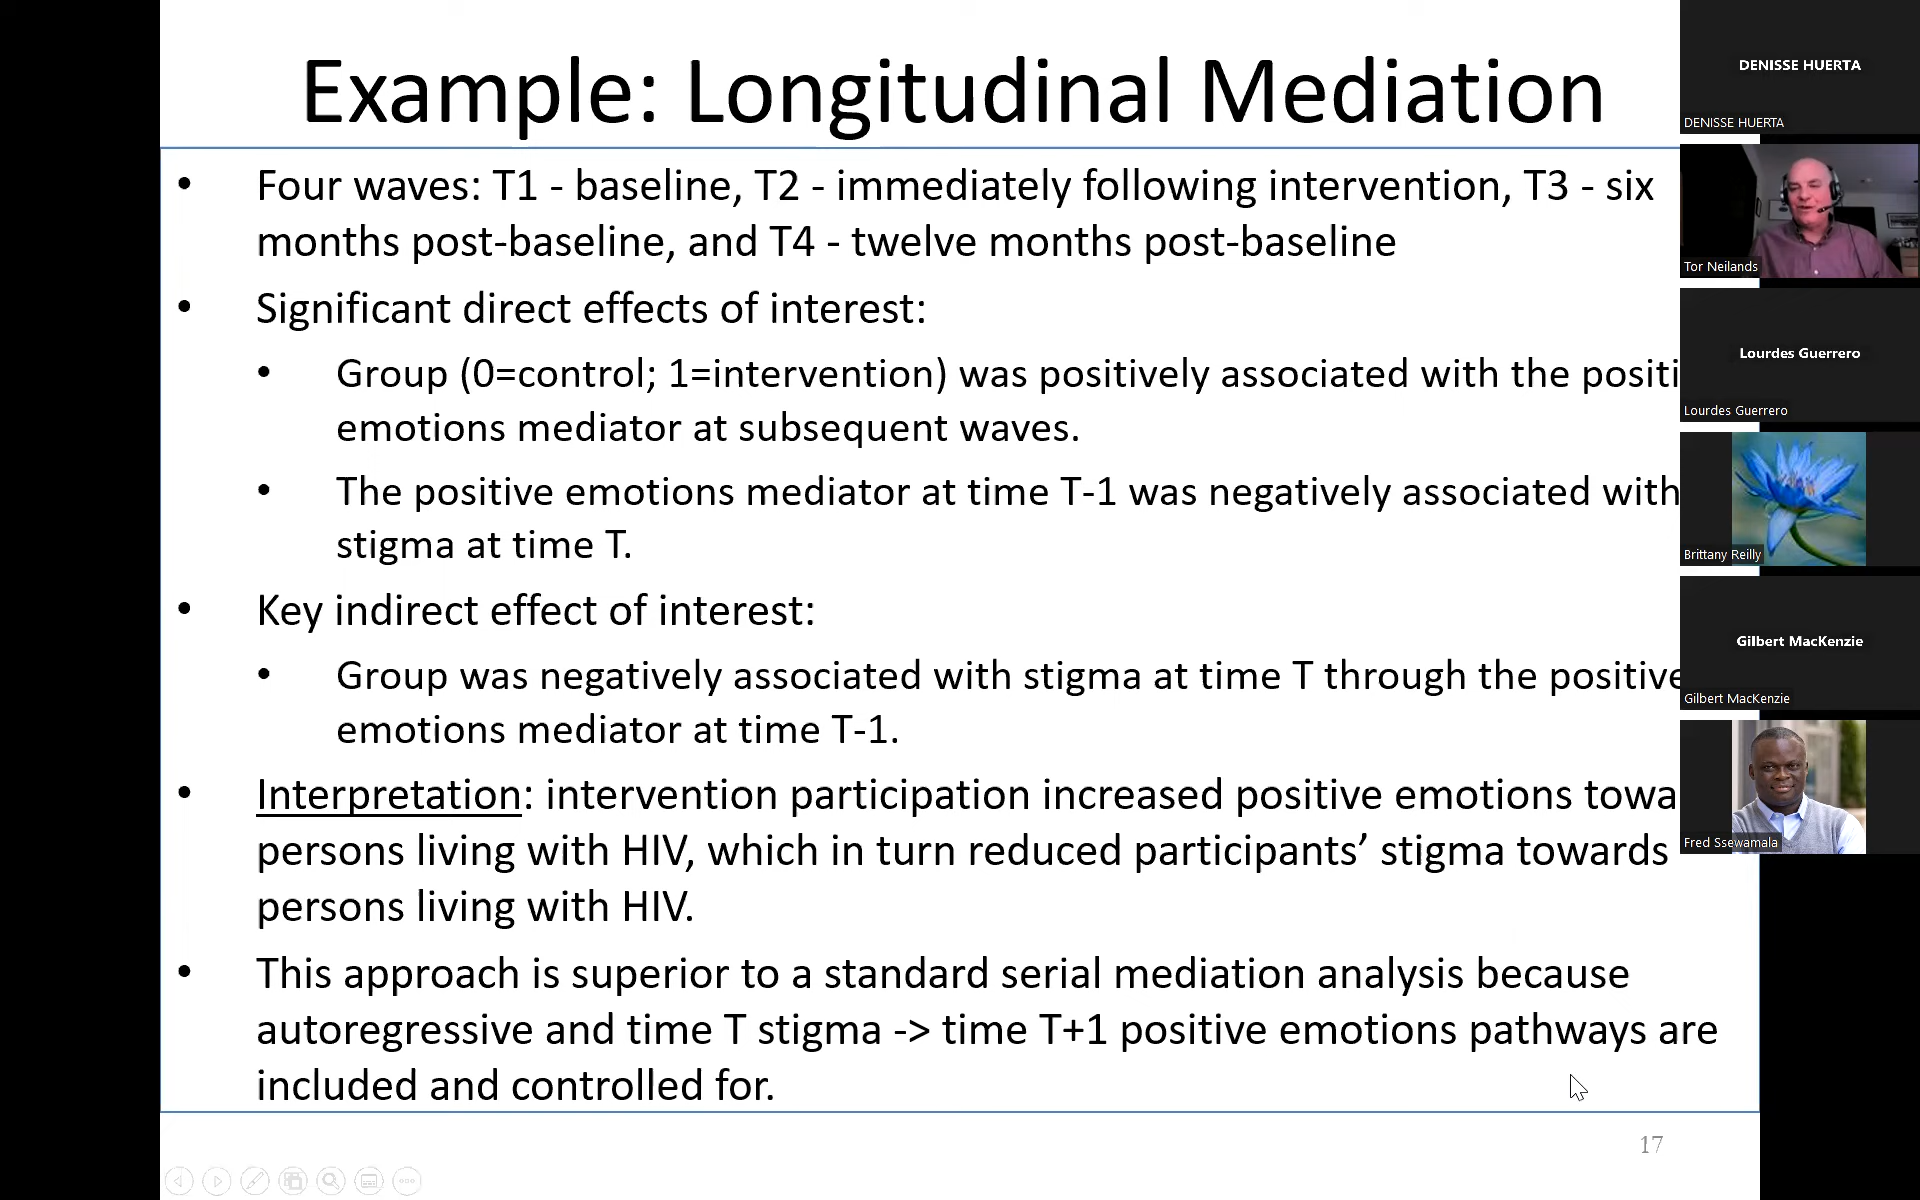 Example: Longitudinal Mediation
• Four waves: T1 - baseline, T2 - immediately following intervention, T3 - six
months post-baseline, and T4 - twelve months post-baseline
• Significant direct effects of interest:
• Group (0=control; 1=intervention) was positively associated with the positi
emotions mediator at subsequent waves.
• The positive emotions mediator at time T-1 was negatively associated with
stigma at time T.
• Key indirect effect of interest:
• Group was negatively associated with stigma at time T through the positive
emotions mediator at time T-1.
• Interpretation: intervention participation increased positive emotions towa
persons living with HIV, which in turn reduced participants’ stigma towards
persons living with HIV.
• This approach is superior to a standard serial mediation analysis because
autoregressive and time T stigma -> time T+1 positive emotions pathways are
included and controlled for.
17
DENISSE HUERTA
DENISSE HUERTA
Tor Neilands
Lourdes Guerrero
Lourdes Guerrero
Brittany Reilly
Gilbert MacKenzie
Gilbert MacKenzie
Fred Ssewamala